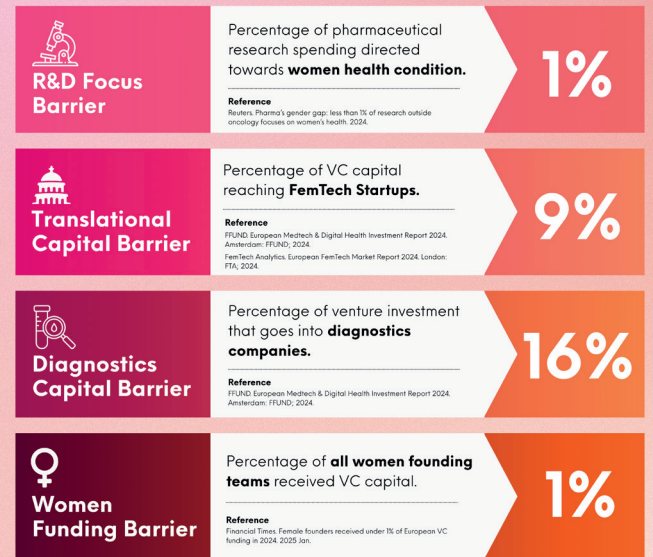 R&D Focus
Barrier
Percentage of pharmaceutical
research spending directed
towards women health condition.
Reference
Reuters. Pharma's gender gap: less than 1% of research outside
oncology focuses on women's health. 2024.
1%
Translational
Capital Barrier
Percentage of VC capital
reaching FemTech Startups.
Reference
FFUND. European Medtech & Digital Health Investment Report 2024.
Amsterdam: FFUND; 2024.
FemTech Analytics. European FemTech Market Report 2024. London:
FTA; 2024.
9%
Diagnostics
Capital Barrier
Percentage of venture investment
that goes into diagnostics
companies.
Reference
FFUND. European Medtech & Digital Health Investment Report 2024.
Amsterdam: FFUND; 2024.
16%
Women
Funding Barrier
Percentage of all women founding
teams received VC capital.
Reference
Financial Times. Female founders received under 1% of European VC
funding in 2024. 2025 Jan.
1%